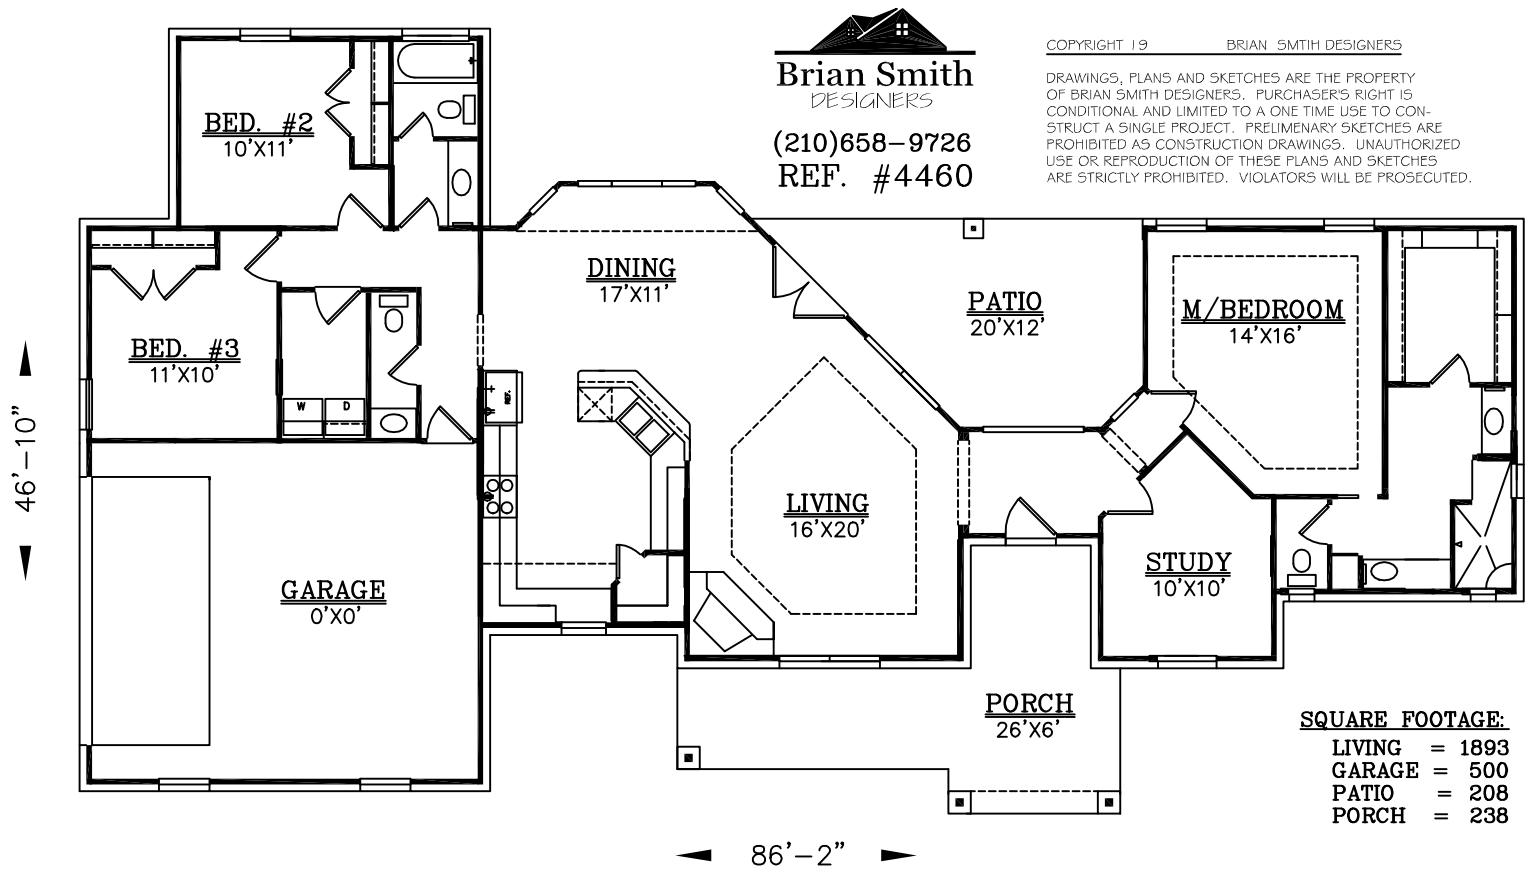 Brian Smith
DESIGNERS
(210)658-9726
REF. #4460
COPYRIGHT 19 BRIAN SMTIH DESIGNERS
DRAWINGS, PLANS AND SKETCHES ARE THE PROPERTY
OF BRIAN SMITH DESIGNERS. PURCHASER'S RIGHT IS
CONDITIONAL AND LIMITED TO A ONE TIME USE TO CON-
STRUCT A SINGLE PROJECT. PRELIMENARY SKETCHES ARE
PROHIBITED AS CONSTRUCTION DRAWINGS. UNAUTHORIZED
USE OR REPRODUCTION OF THESE PLANS AND SKETCHES
ARE STRICTLY PROHIBITED. VIOLATORS WILL BE PROSECUTED.
BED. #2
10'X11'
DINING
17'X11'
PATIO
20'X12'
M/BEDROOM
14'X16'
BED. #3
11'X10'
REF.
W D
46'-10"
LIVING
16'X20'
STUDY
10'X10'
GARAGE
0'X0'
PORCH
26'X6'
SQUARE FOOTAGE:
LIVING = 1893
GARAGE = 500
PATIO = 208
PORCH = 238
86'-2"